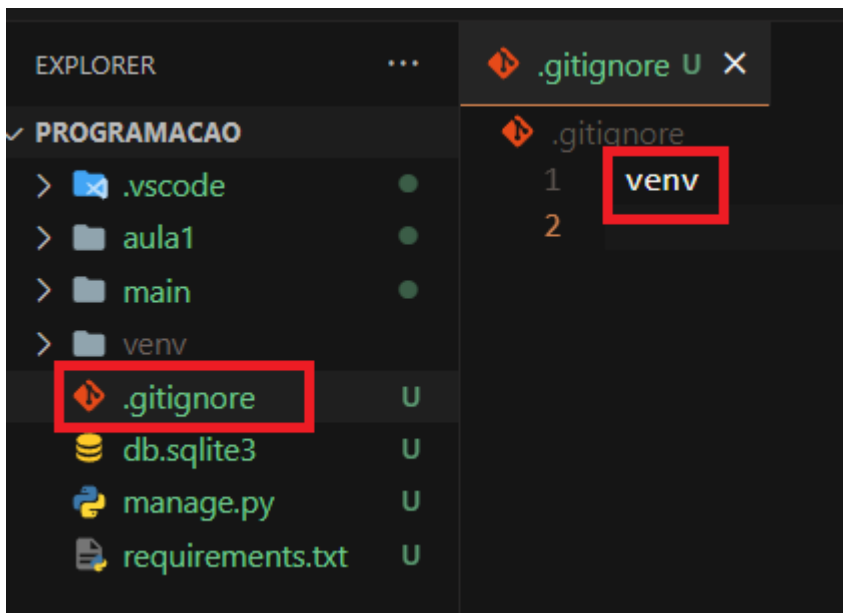 EXPLORER ...
PROGRAMACAO
.vscode
aula1
main
venv
.gitignore U
db.sqlite3 U
manage.py U
requirements.txt U
.gitignore U
.gitignore
1 venv
2